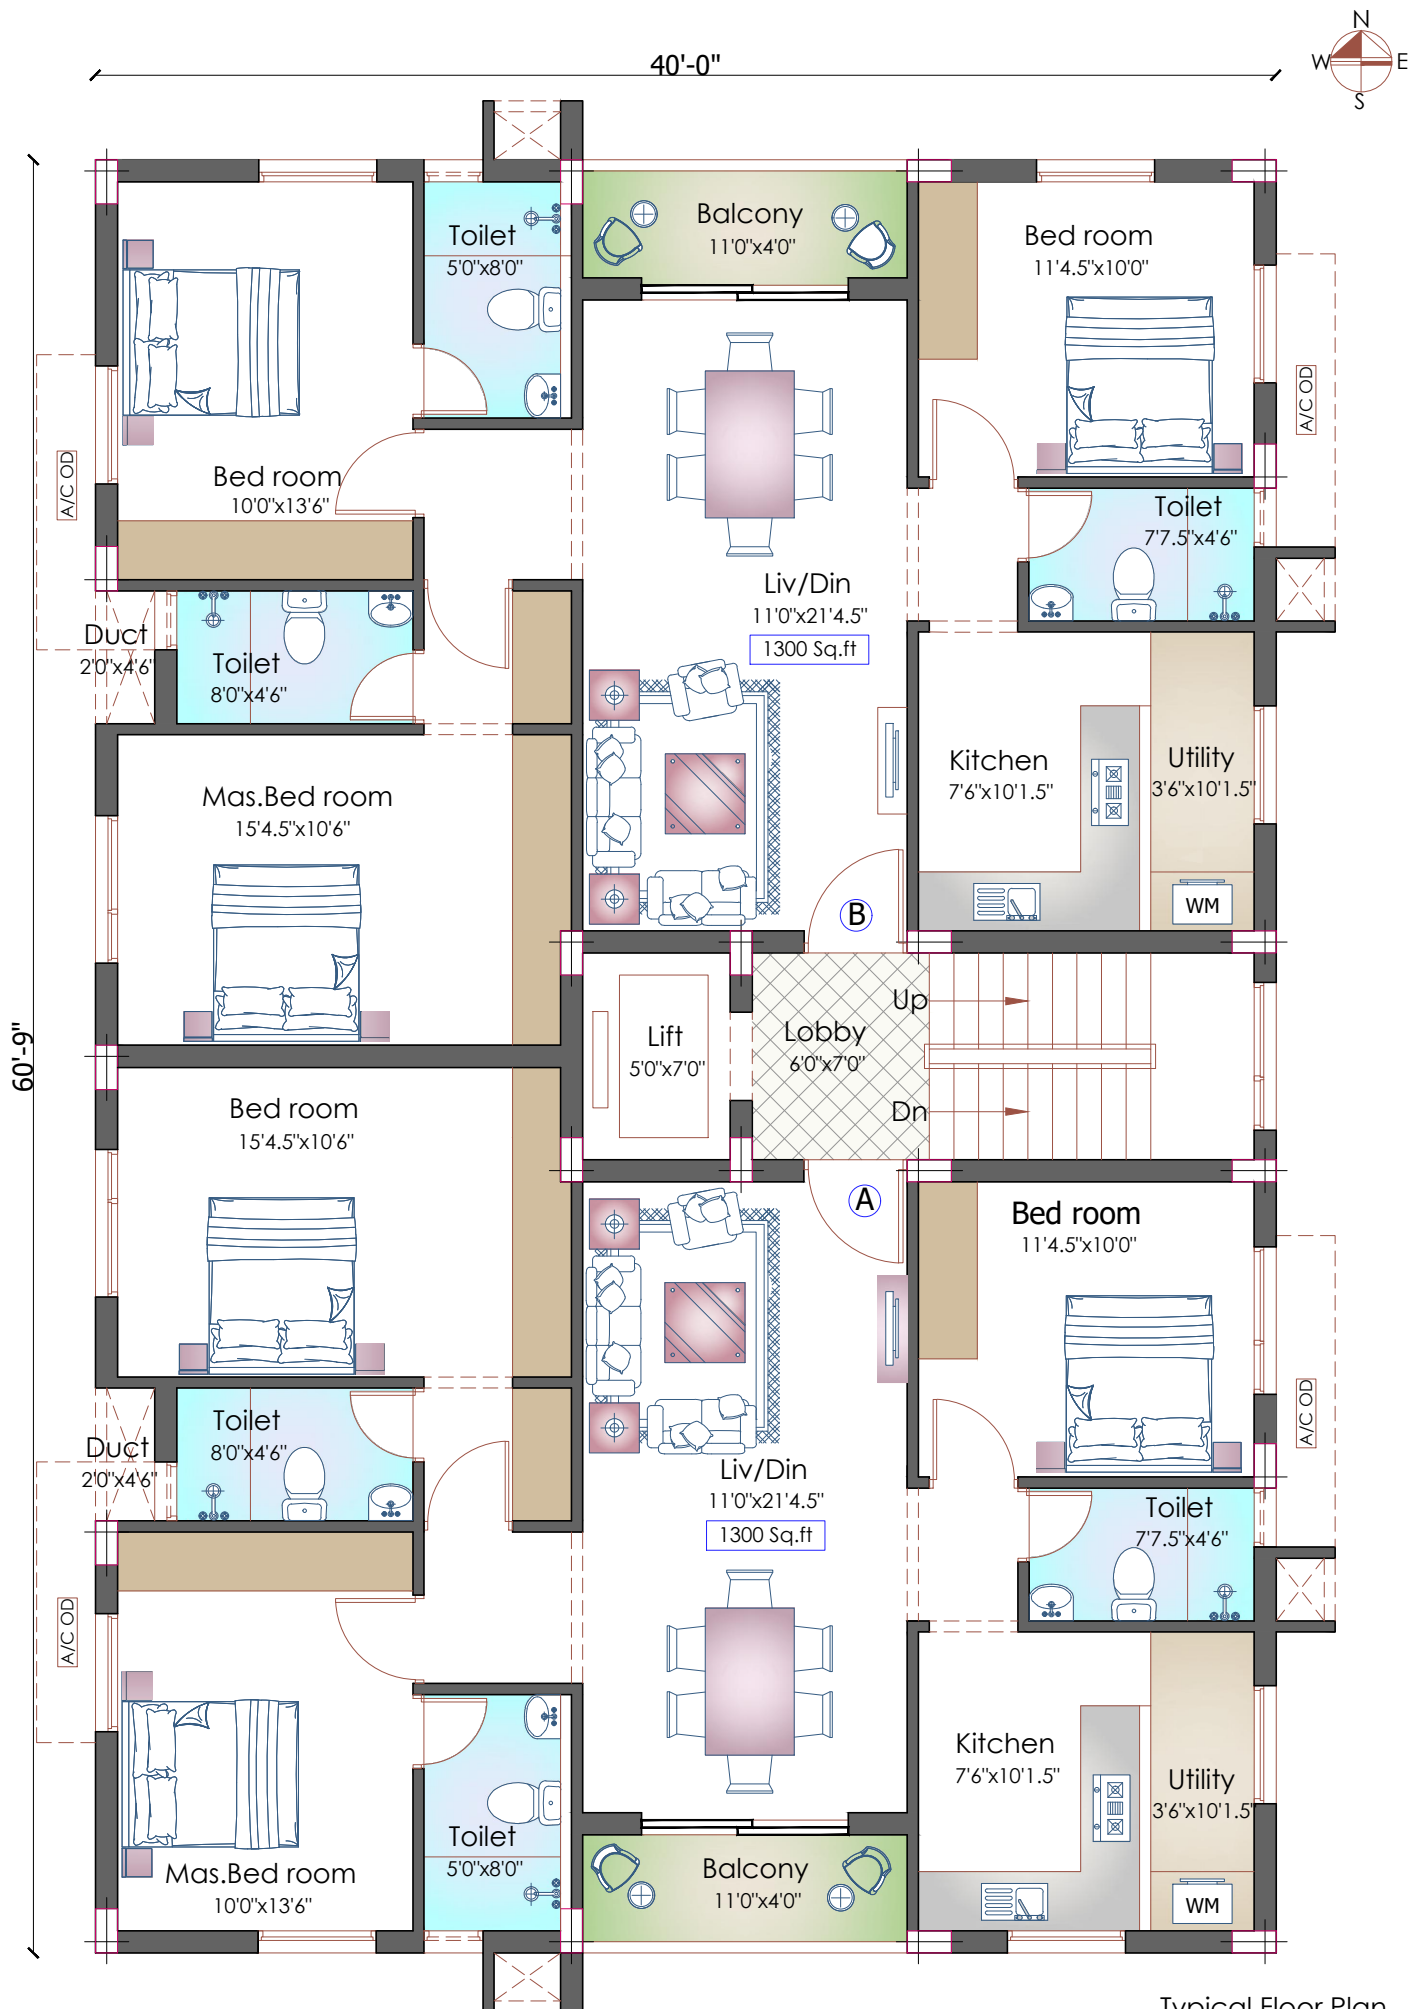 N
W E
S
40'-0"
60'-9"
Balcony
11'0"x4'0"
Toilet
5'0"x8'0"
Bed room
11'4.5"x10'0"
A/C OD
A/C OD
Bed room
10'0"x13'6"
Toilet
7'7.5"x4'6"
Liv/Din
11'0"x21'4.5"
1300 Sq.ft
Duct
2'0"x4'6"
Toilet
8'0"x4'6"
Kitchen
7'6"x10'1.5"
Utility
3'6"x10'1.5"
Mas.Bed room
15'4.5"x10'6"
WM
B
Up
Lift
5'0"x7'0"
Lobby
6'0"x7'0"
Dn
Bed room
15'4.5"x10'6"
A
Bed room
11'4.5"x10'0"
A/C OD
Toilet
8'0"x4'6"
Duct
2'0"x4'6"
Liv/Din
11'0"x21'4.5"
1300 Sq.ft
Toilet
7'7.5"x4'6"
A/C OD
Kitchen
7'6"x10'1.5"
Utility
3'6"x10'1.5"
Toilet
5'0"x8'0"
Mas.Bed room
10'0"x13'6"
Balcony
11'0"x4'0"
WM
Typical Floor Plan